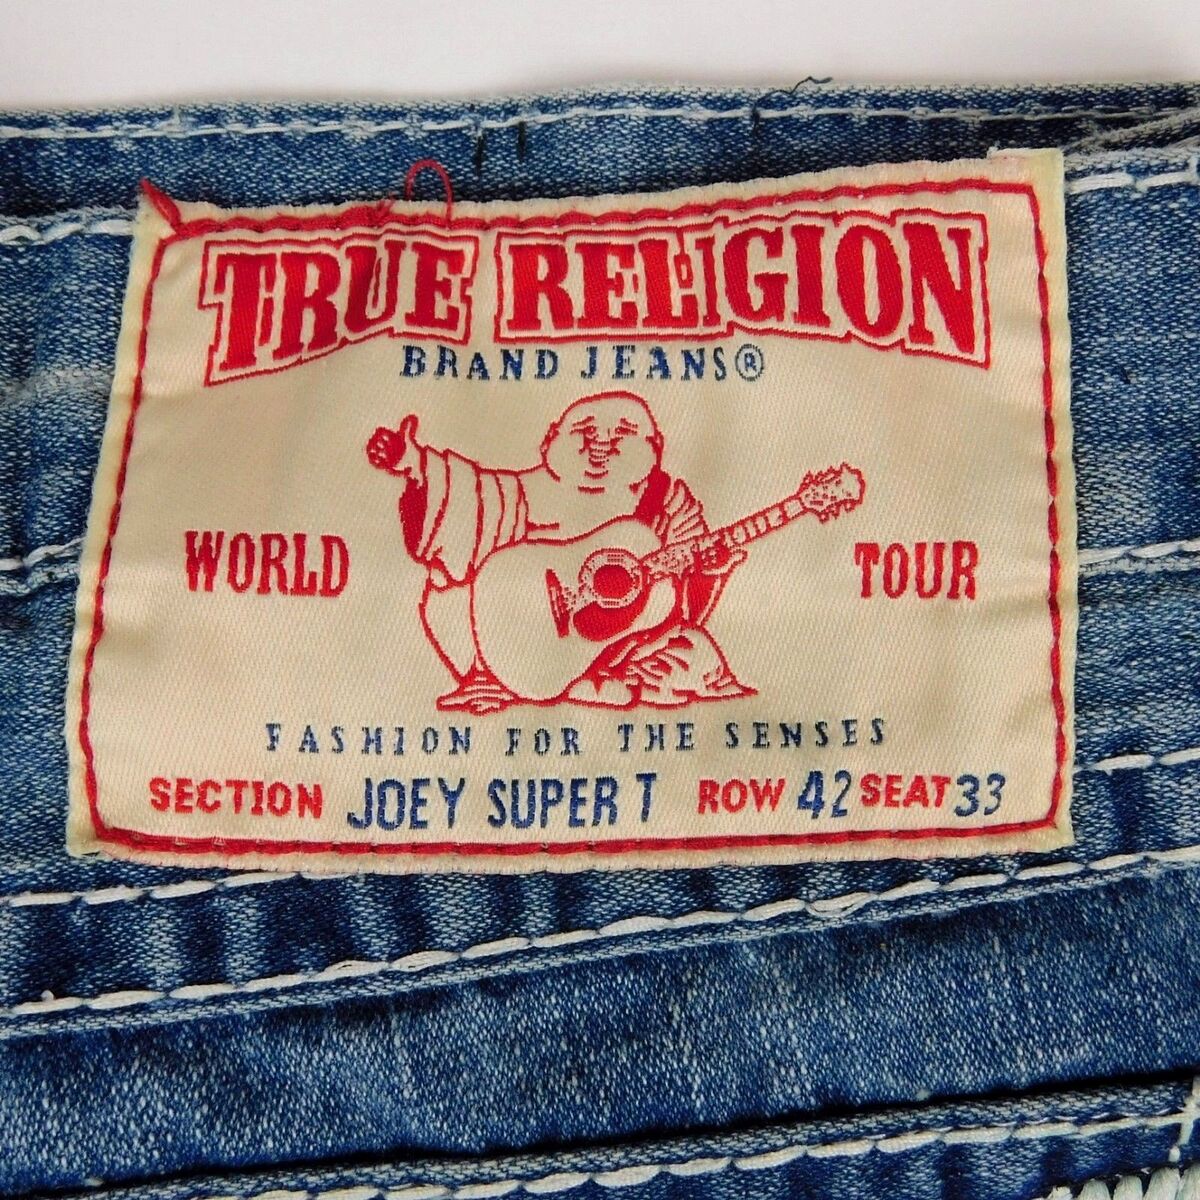 TRUE RELIGION
BRAND JEANS®
WORLD TOUR
FASHION FOR THE SENSES
SECTION JOEY SUPER T ROW 42 SEAT 33